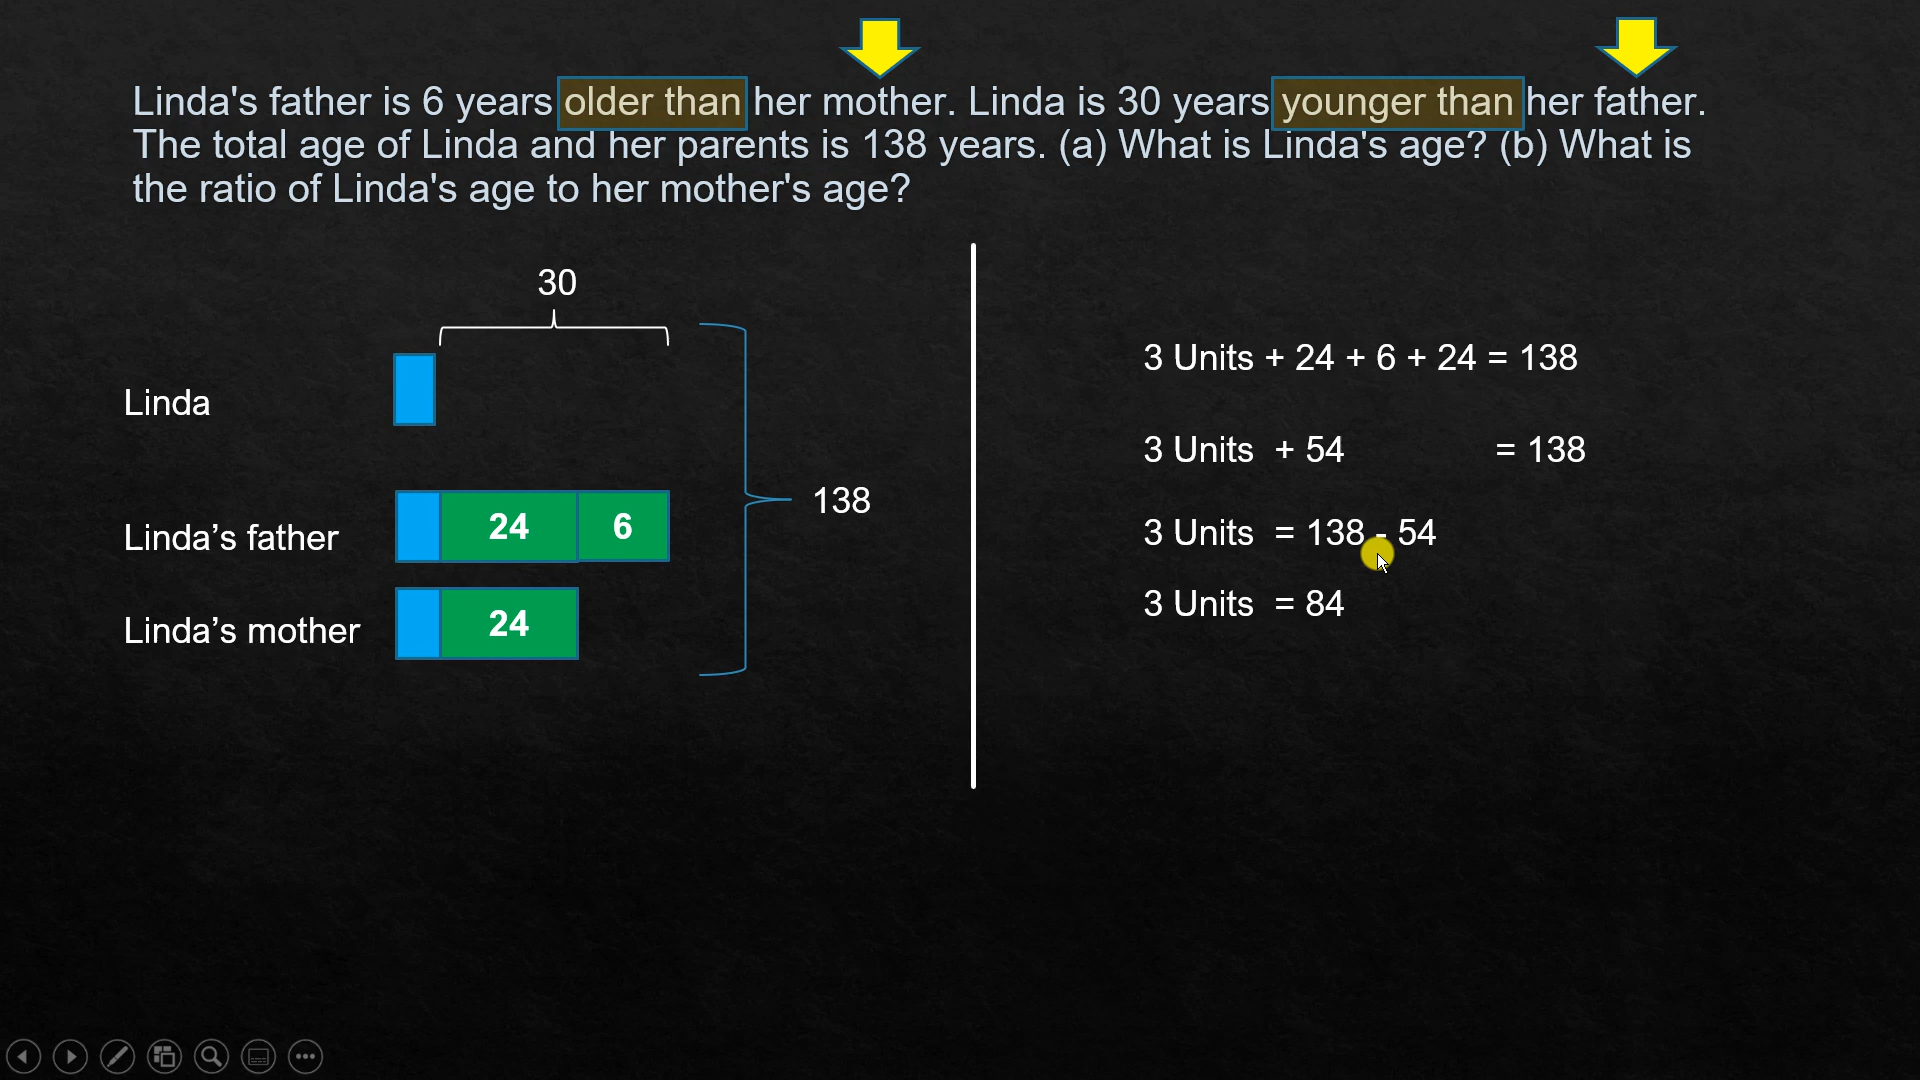 Linda's father is 6 years older than her mother. Linda is 30 years younger than her father.
The total age of Linda and her parents is 138 years. (a) What is Linda's age? (b) What is
the ratio of Linda's age to her mother's age?
30
Linda
Linda’s father
24 6
Linda’s mother
24
138
3 Units + 24 + 6 + 24 = 138
3 Units + 54 = 138
3 Units = 138 - 54
3 Units = 84